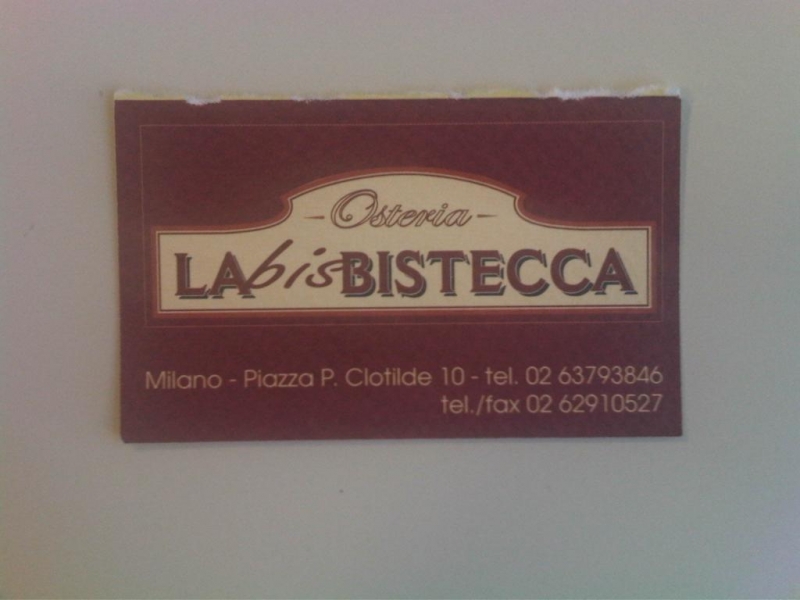 - Osteria -
LA bis BISTECCA
Milano - Piazza P. Clotilde 10 - tel. 02 63793846
tel./fax 02 62910527